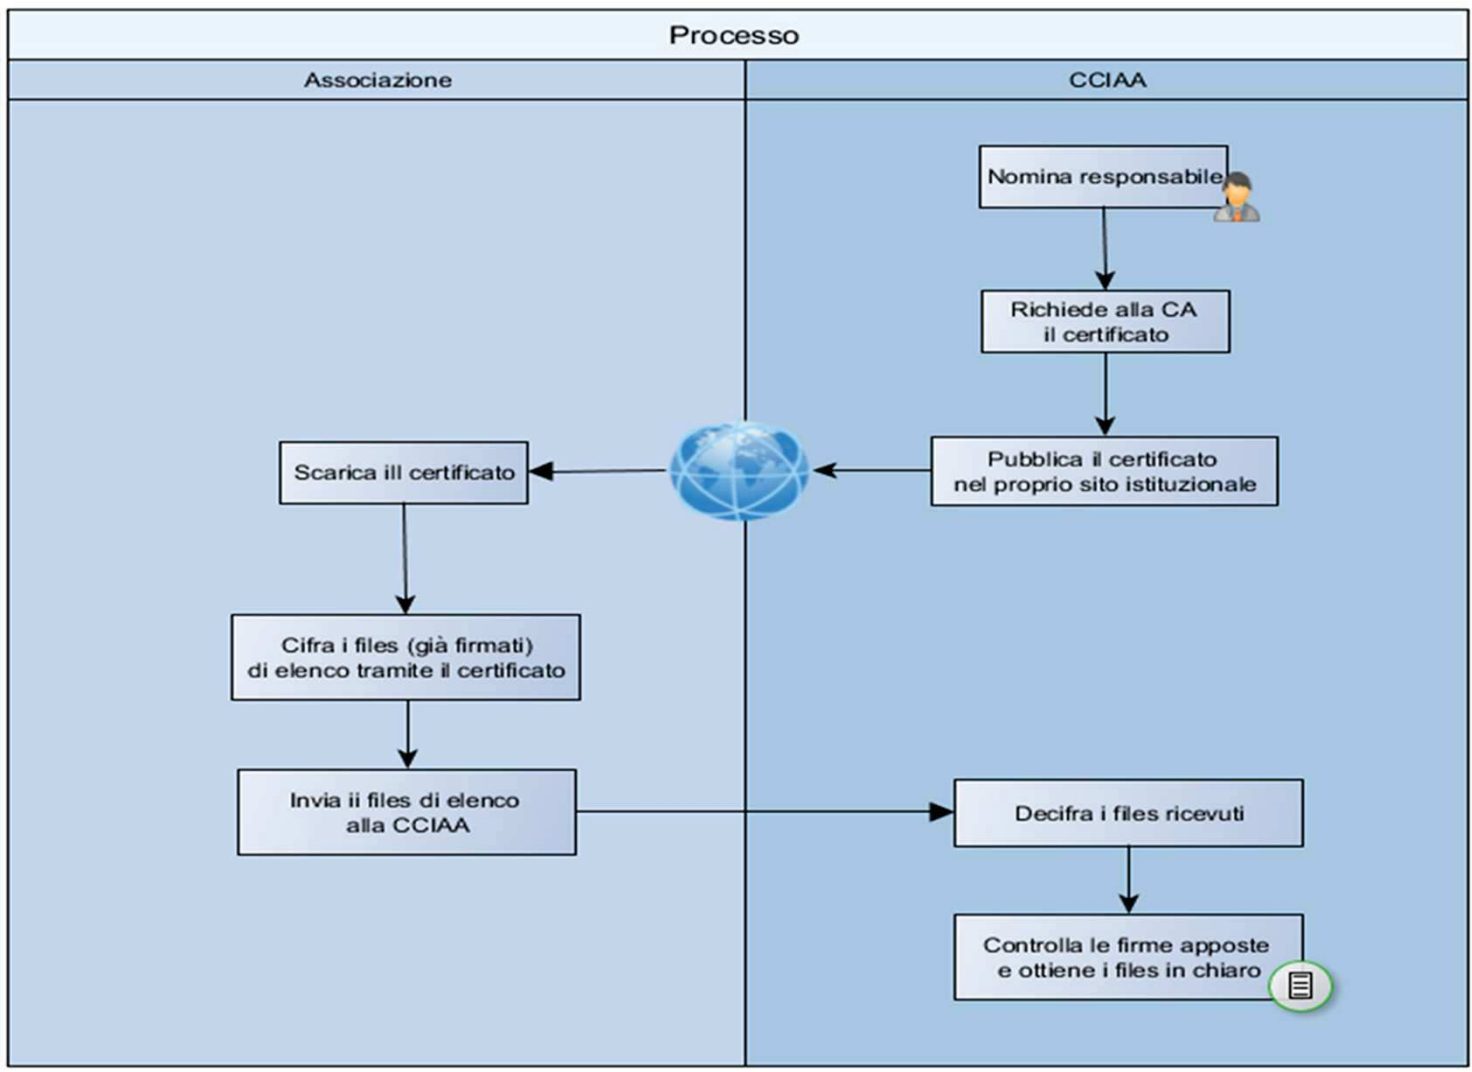 Processo
Associazione
CCIAA
Nomina responsabile
Richiede alla CA
il certificato
Pubblica il certificato
nel proprio sito istituzionale
Scarica ill certificato
Cifra i files (già firmati)
di elenco tramite il certificato
Invia ii files di elenco
alla CCIAA
Decifra i files ricevuti
Controlla le firme apposte
e ottiene i files in chiaro